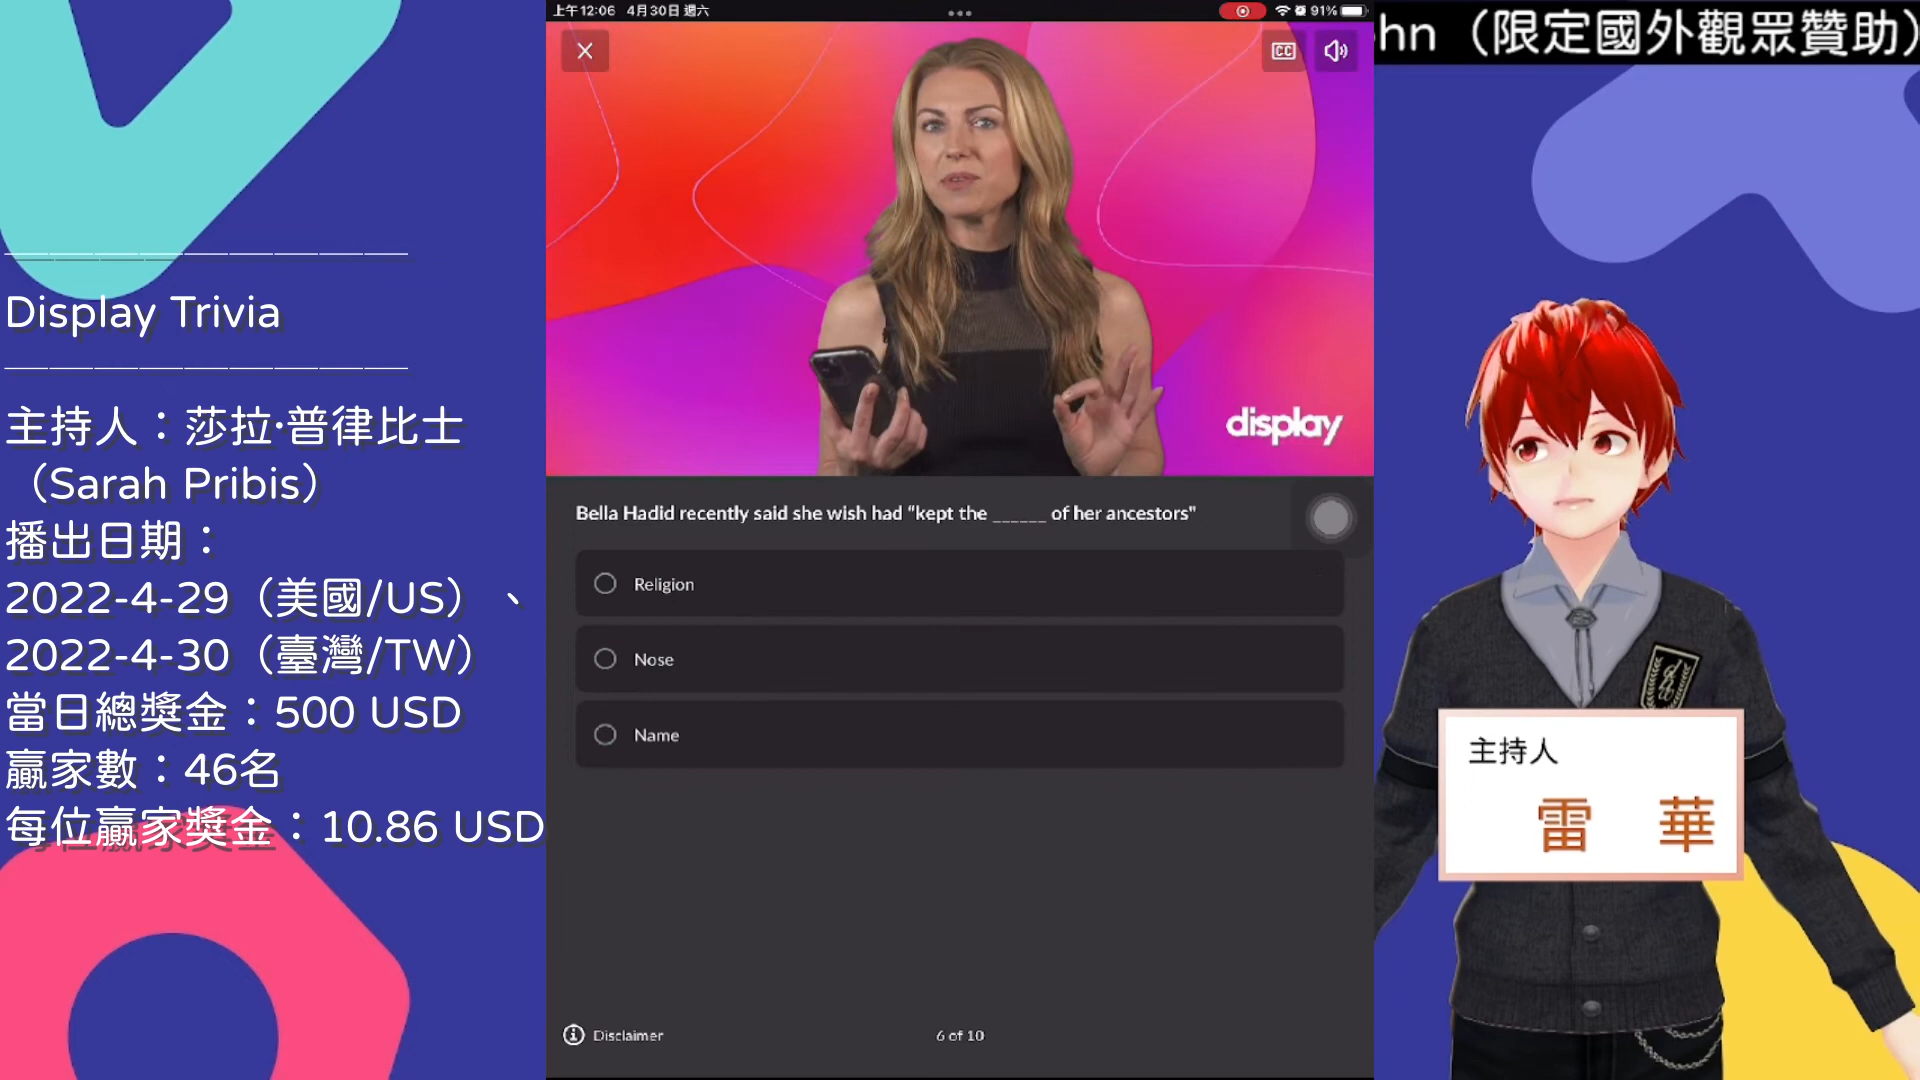 上午12:06 4月30日 週六
91%
hn（限定國外觀眾贊助）
CC
display
Display Trivia
主持人：莎拉·普律比士
（Sarah Pribis）
播出日期：
2022-4-29（美國/US）、
2022-4-30（臺灣/TW）
當日總獎金：500 USD
贏家數：46名
每位贏家獎金：10.86 USD
Bella Hadid recently said she wish had “kept the ______ of her ancestors"
Religion
Nose
Name
Disclaimer
6 of 10
主持人
雷 華